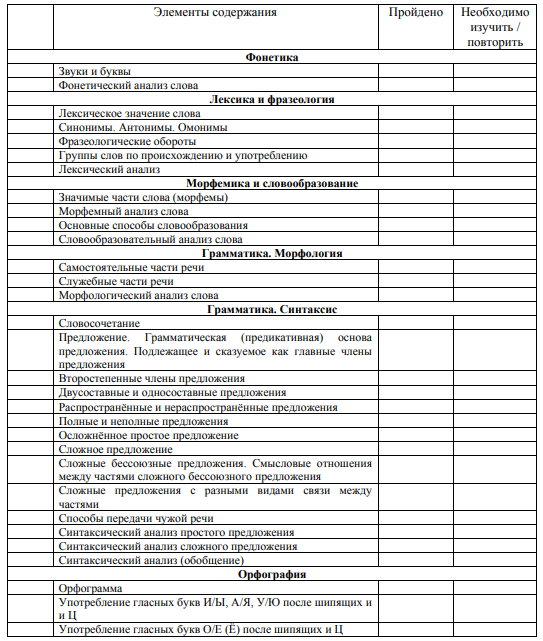 Элементы содержания
Пройдено
Необходимо
изучить /
повторить
Фонетика
Звуки и буквы
Фонетический анализ слова
Лексика и фразеология
Лексическое значение слова
Синонимы. Антонимы. Омонимы
Фразеологические обороты
Группы слов по происхождению и употреблению
Лексический анализ
Морфемика и словообразование
Значимые части слова (морфемы)
Морфемный анализ слова
Основные способы словообразования
Словообразовательный анализ слова
Грамматика. Морфология
Самостоятельные части речи
Служебные части речи
Морфологический анализ слова
Грамматика. Синтаксис
Словосочетание
Предложение. Грамматическая (предикативная) основа
предложения. Подлежащее и сказуемое как главные члены
предложения
Второстепенные члены предложения
Двусоставные и односоставные предложения
Распространённые и нераспространённые предложения
Полные и неполные предложения
Осложнённое простое предложение
Сложное предложение
Сложные бессоюзные предложения. Смысловые отношения
между частями сложного бессоюзного предложения
Сложные предложения с разными видами связи между
частями
Способы передачи чужой речи
Синтаксический анализ простого предложения
Синтаксический анализ сложного предложения
Синтаксический анализ (обобщение)
Орфография
Орфограмма
Употребление гласных букв И/Ы, А/Я, У/Ю после шипящих и
и Ц
Употребление гласных букв О/Е (Ё) после шипящих и Ц